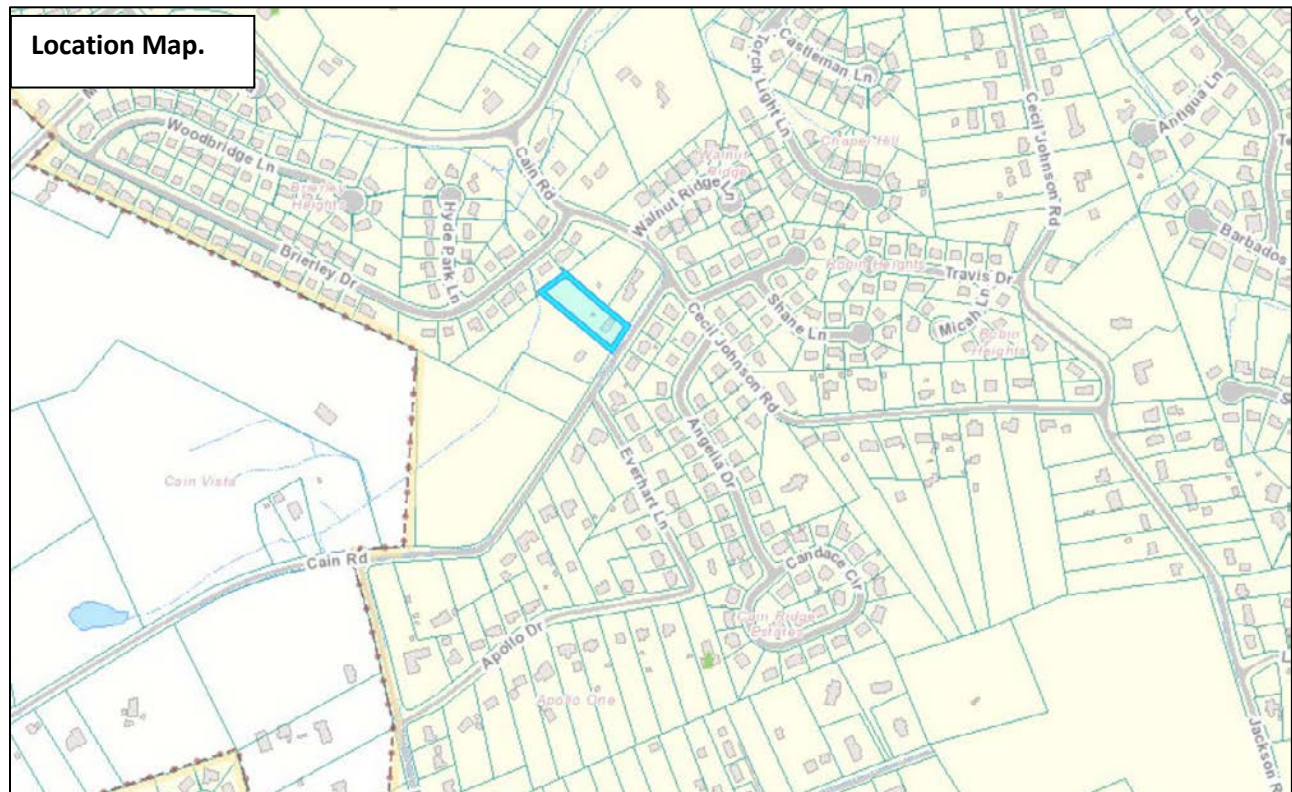 Location Map.
Castleman Ln
Torch Light Ln
Cecil Johnson Rd
Antigua Ln
Woodbridge Ln
Brierley
Heights
Cain Rd
Walnut
Ridge
Chapel Hill
Walnut Ridge Ln
Hyde Park Ln
Barbados
Brierley Dr
Robin Heights
Travis Dr
Shane Ln
Micah Ln
Robin
Heights
Cecil Johnson Rd
Angelia Dr
Everhart Ln
Cain Vista
Cain Rd
Candace Cir
Cain Ridge
Estates
Apollo Dr
Apollo One
Jackson R